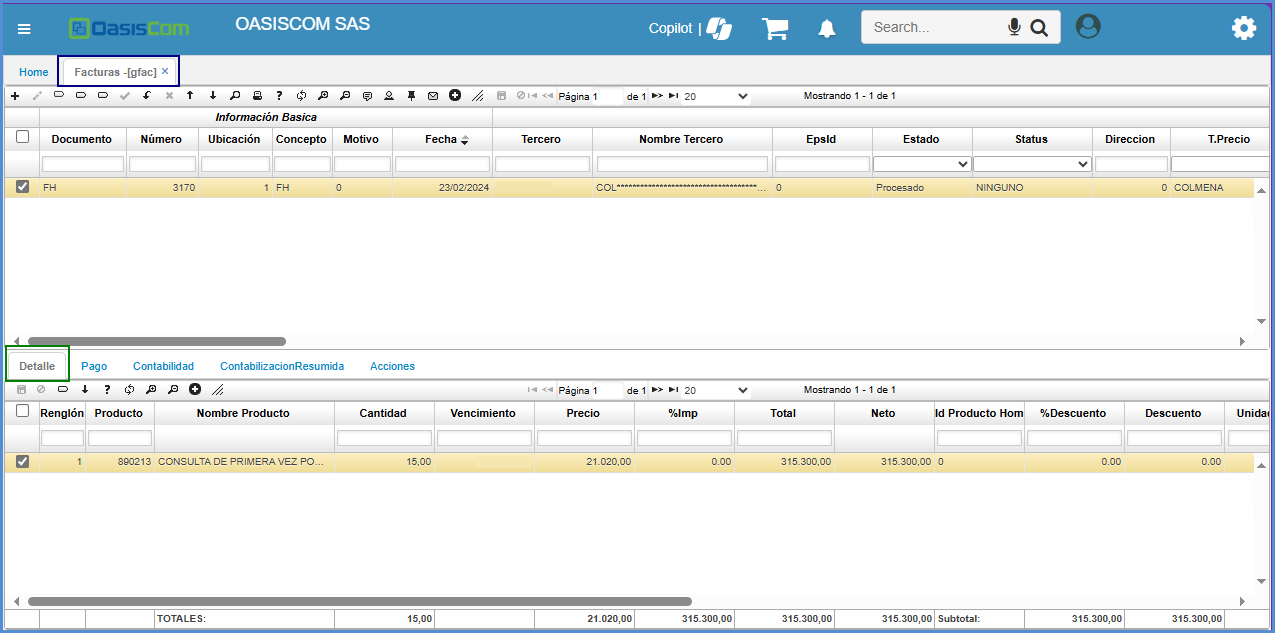 OasisCom OASISCOM SAS Copilot | Search...
Home Facturas -[gfac] ×
Página 1 de 1 20 Mostrando 1 - 1 de 1
Información Basica
Documento Número Ubicación Concepto Motivo Fecha Tercero Nombre Tercero EpsId Estado Status Direccion T.Precio
FH 3170 1 FH 0 23/02/2024 COL************************************... 0 Procesado NINGUNO 0 COLMENA
Detalle Pago Contabilidad ContabilizacionResumida Acciones
Página 1 de 1 20 Mostrando 1 - 1 de 1
Renglón Producto Nombre Producto Cantidad Vencimiento Precio %Imp Total Neto Id Producto Hom %Descuento Descuento Unidad
1 890213 CONSULTA DE PRIMERA VEZ PO... 15,00 21.020,00 0.00 315.300,00 315.300,00 0 0.00 0.00
TOTALES: 15,00 21.020,00 315.300,00 315.300,00 315.300,00 Subtotal: 315.300,00 315.300,00